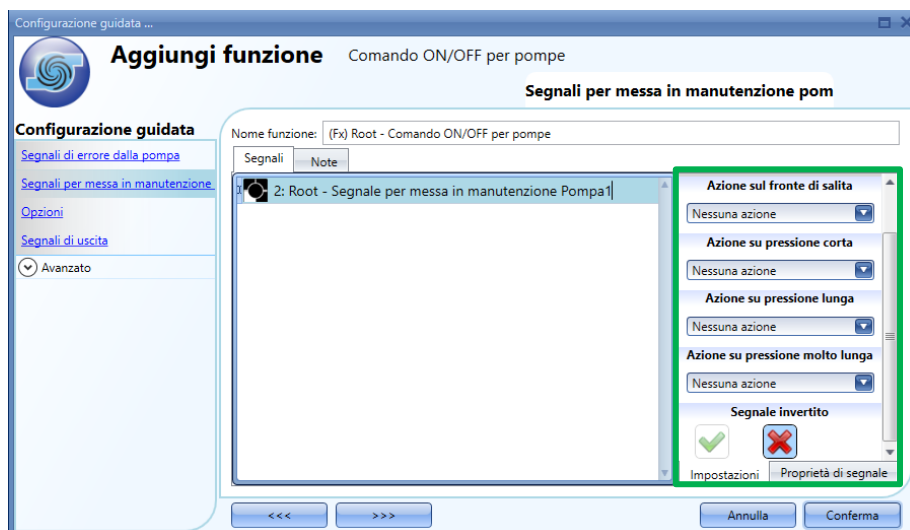 Configurazione guidata ...
Aggiungi funzione Comando ON/OFF per pompe
Segnali per messa in manutenzione pom
Configurazione guidata
Segnali di errore dalla pompa
Segnali per messa in manutenzione
Opzioni
Segnali di uscita
Avanzato
Nome funzione: (Fx) Root - Comando ON/OFF per pompe
Segnali Note
2: Root - Segnale per messa in manutenzione Pompa1
Azione sul fronte di salita
Nessuna azione
Azione su pressione corta
Nessuna azione
Azione su pressione lunga
Nessuna azione
Azione su pressione molto lunga
Nessuna azione
Segnale invertito
Impostazioni Proprietà di segnale
<<< >>> Annulla Conferma